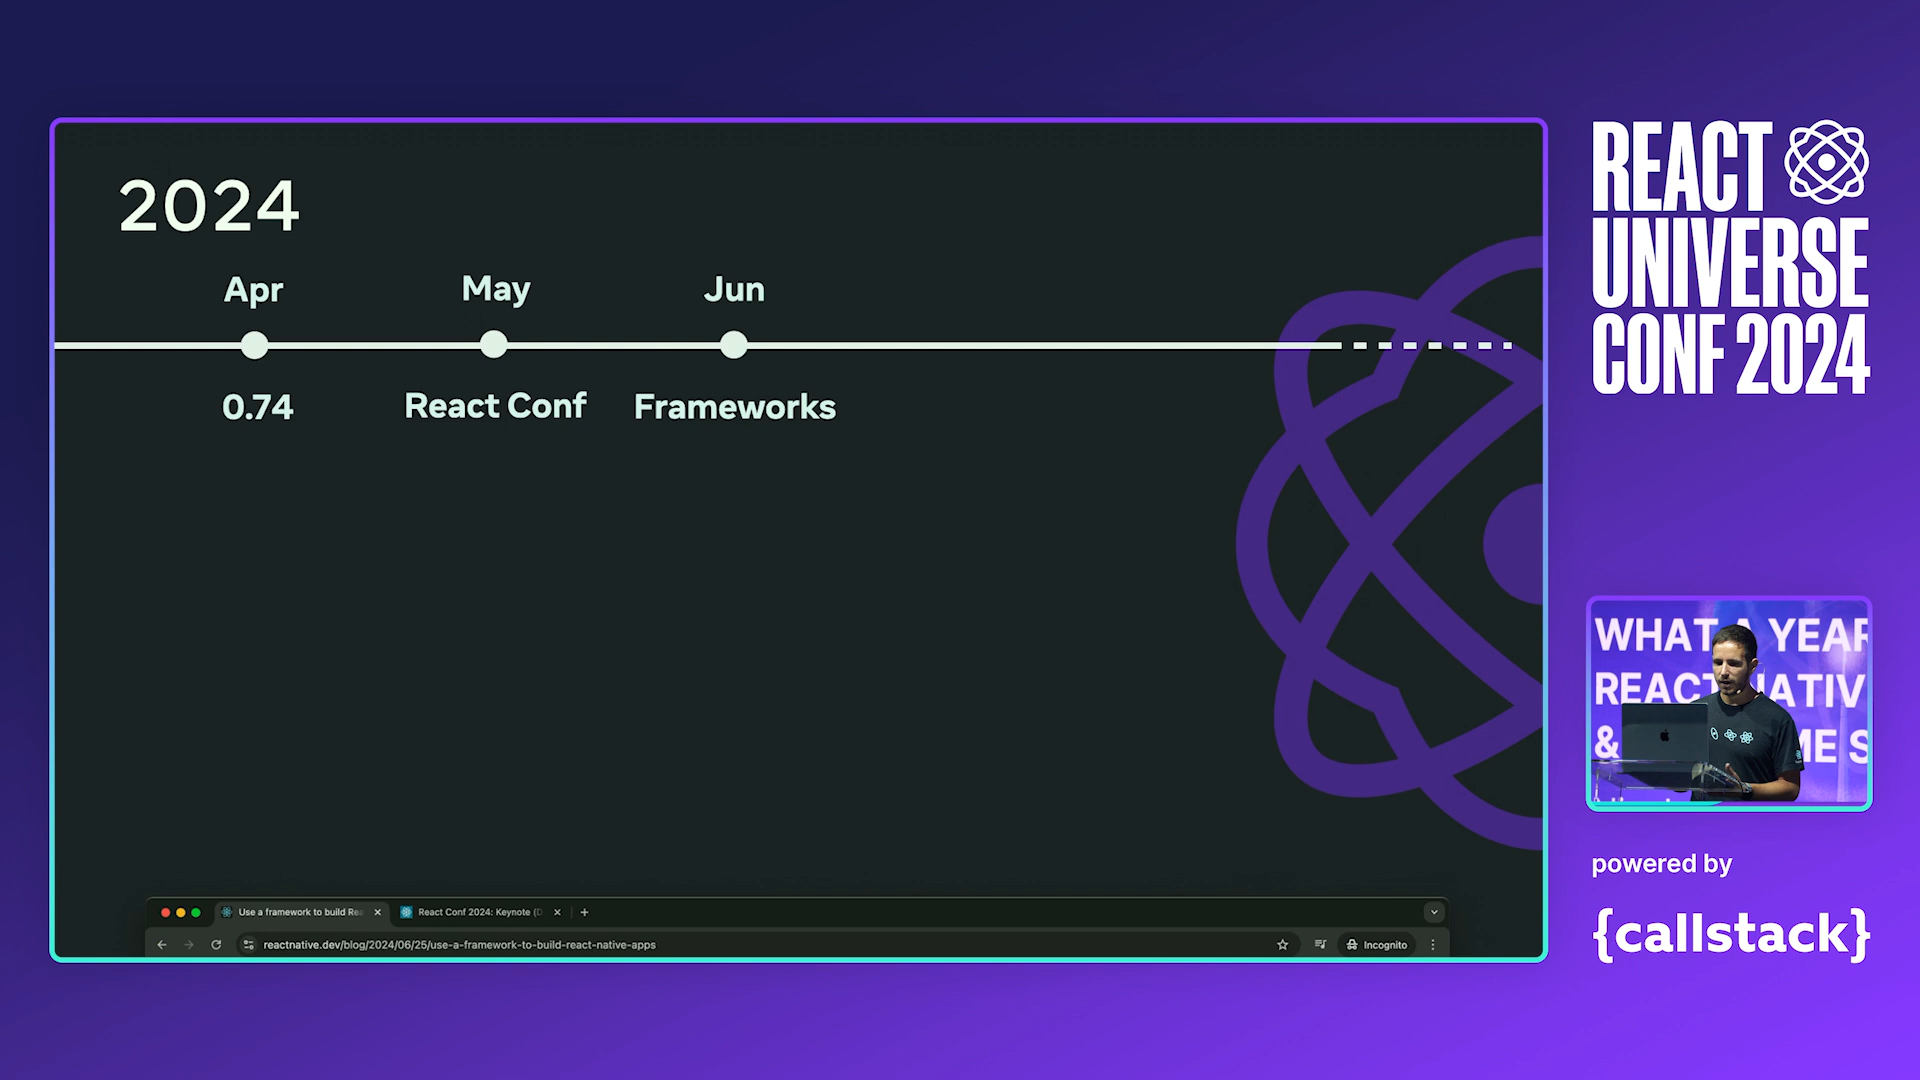 2024
Apr
May
Jun
0.74
React Conf
Frameworks
Use a framework to build Rea
React Conf 2024: Keynote (D
reactnative.dev/blog/2024/06/25/use-a-framework-to-build-react-native-apps
Incognito
REACT
UNIVERSE
CONF 2024
WHAT A YEAR
REACT NATIV
& ME S
powered by
{callstack}